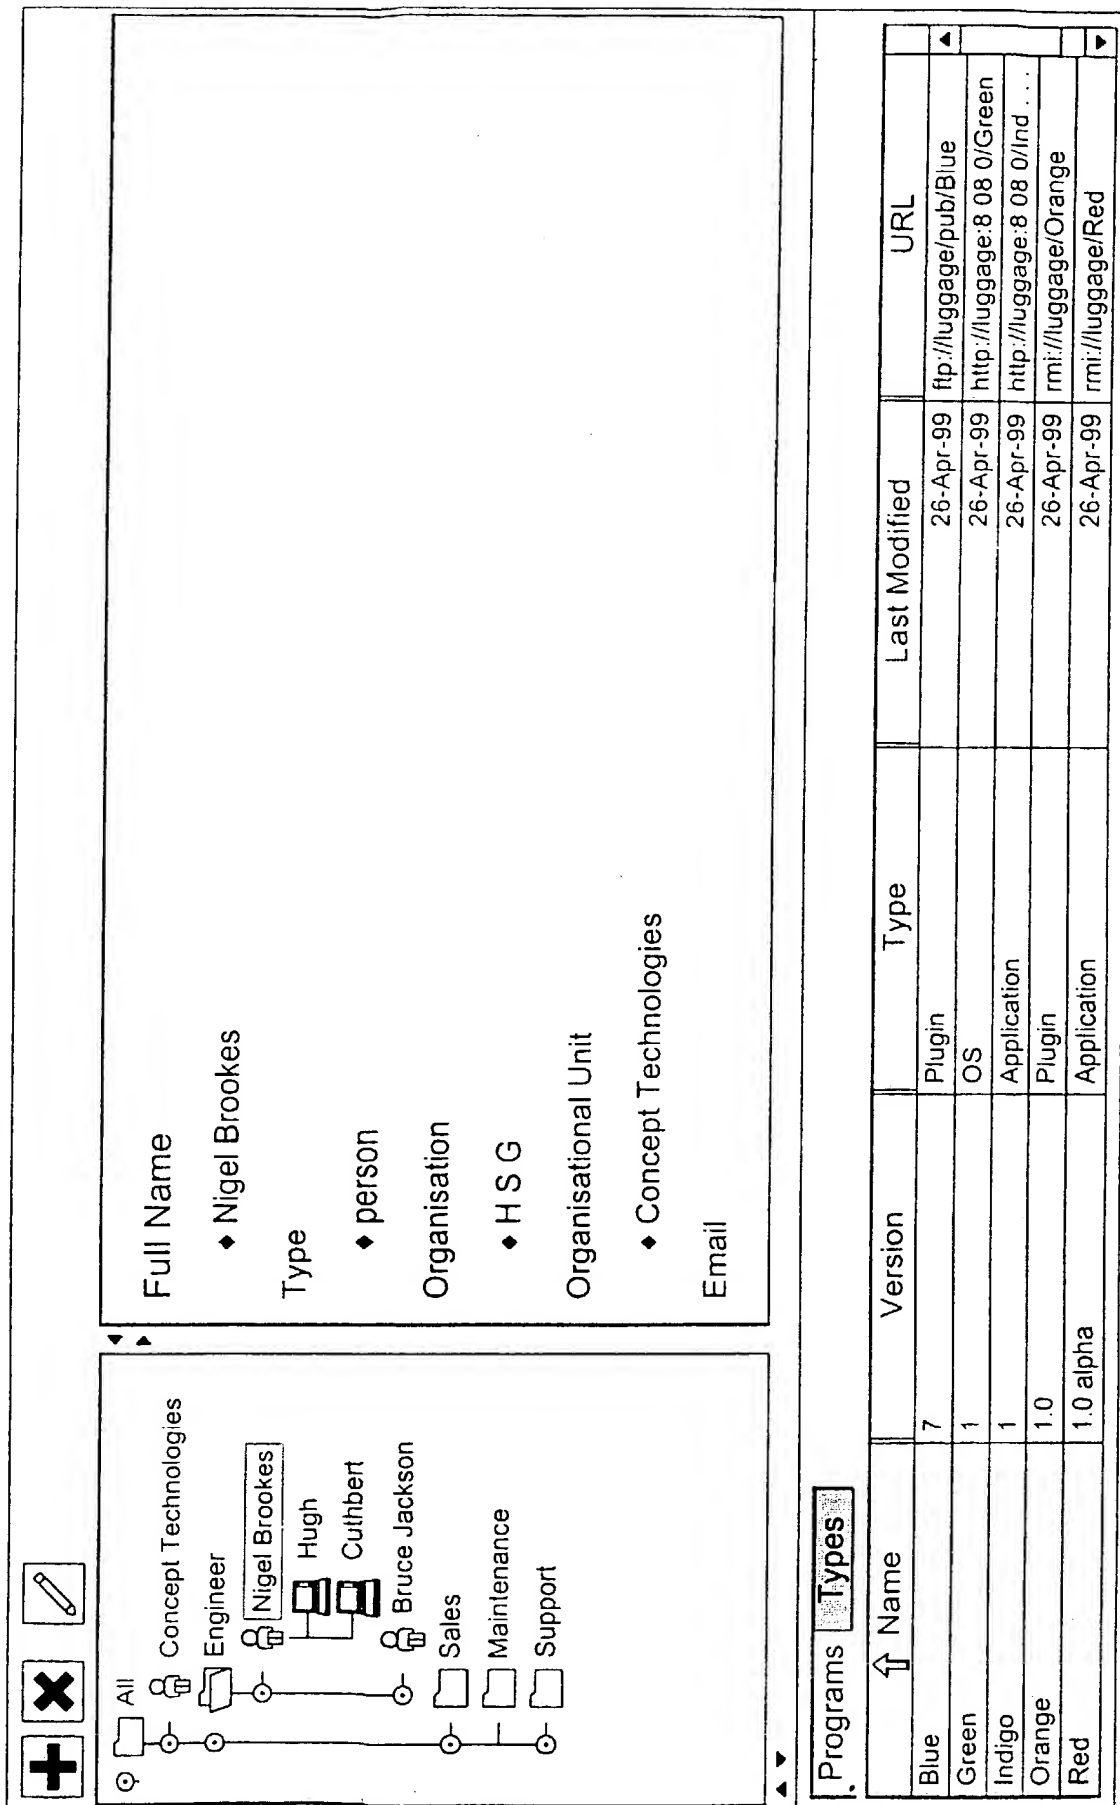 All
Concept Technologies
Engineer
Nigel Brookes
Hugh
Cuthbert
Bruce Jackson
Sales
Maintenance
Support
Full Name
♦ Nigel Brookes
Type
♦ person
Organisation
♦ H S G
Organisational Unit
♦ Concept Technologies
Email
Programs Types
Name Version Type Last Modified URL
Blue 7 Plugin 26-Apr-99 ftp://luggage/pub/Blue
Green 1 OS 26-Apr-99 http://luggage:8 08 0/Green
Indigo 1 Application 26-Apr-99 http://luggage:8 08 0/Ind ...
Orange 1.0 Plugin 26-Apr-99 rmi://luggage/Orange
Red 1.0 alpha Application 26-Apr-99 rmi://luggage/Red